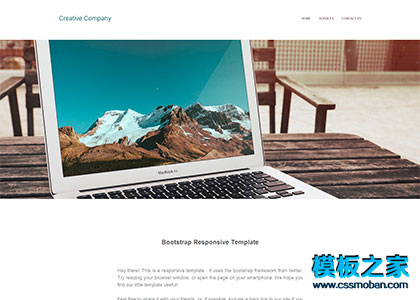 Creative Company
HOME SERVICES CONTACT US
MacBook Air
Bootstrap Responsive Template
Hey there! This is a responsive template . It uses the bootstrap framework from twitter.
Try resizing your browser window, or open the page on your smartphone. We hope you
find our little template useful!
Feel free to share it with your friends, or, if possible, include a back link to our site if you
模板之家
www.cssmoban.com